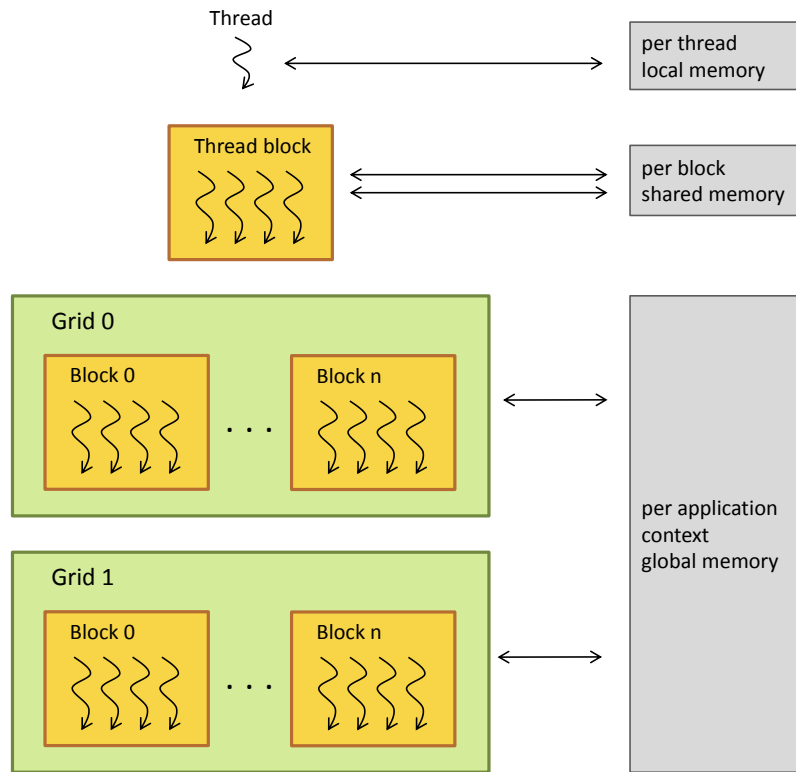 Thread
per thread
local memory
Thread block
per block
shared memory
Grid 0
Block 0
Block n
. . .
per application
context
global memory
Grid 1
Block 0
Block n
. . .